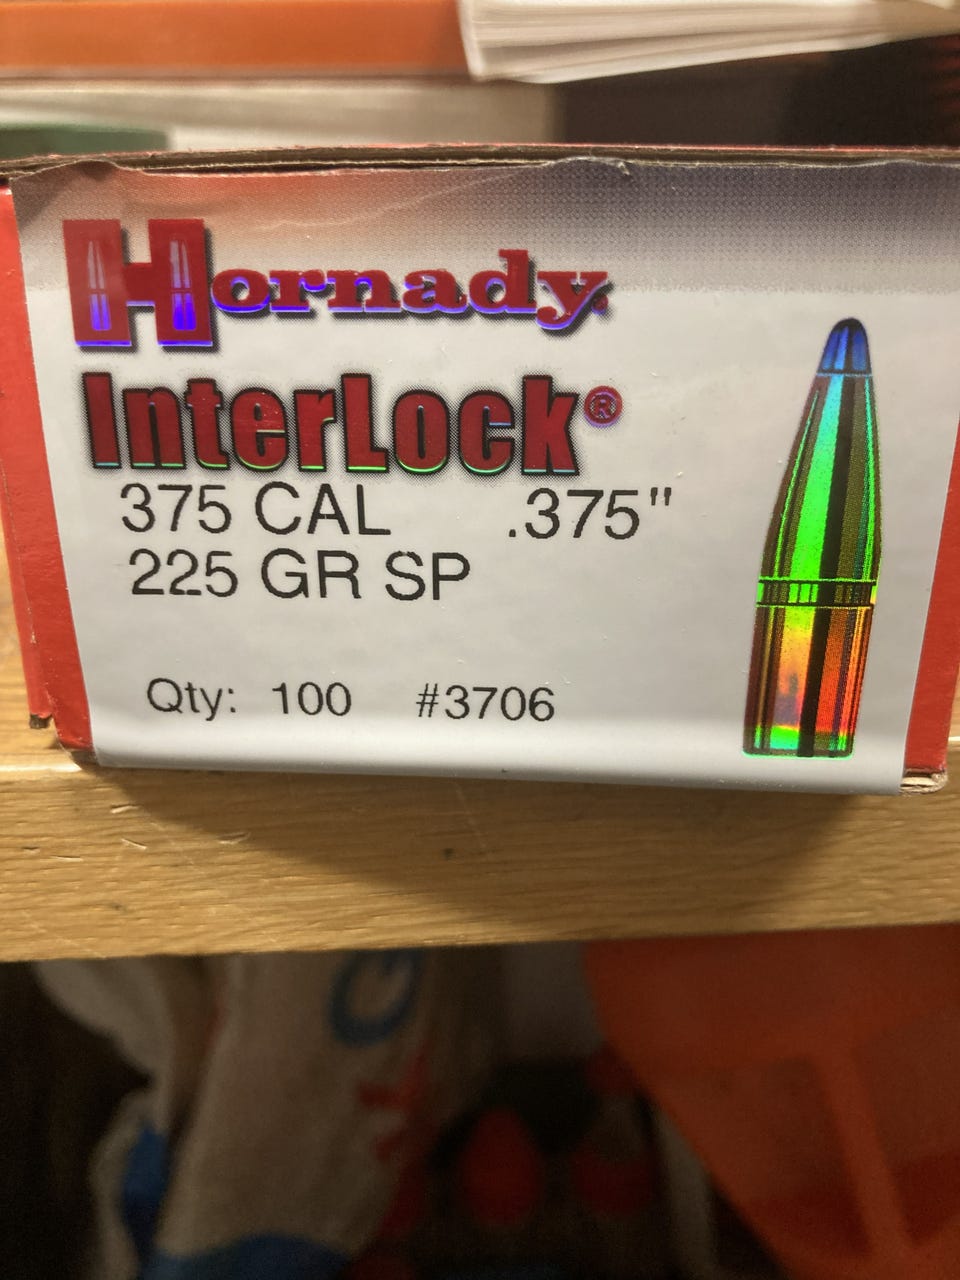 Hornady
InterLock®
375 CAL .375"
225 GR SP
Qty: 100 #3706